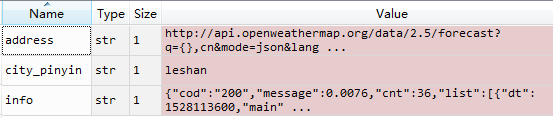 Name Type Size Value
address str 1 http://api.openweathermap.org/data/2.5/forecast?
q={},cn&mode=json&lang ...
city_pinyin str 1 leshan
info str 1 {"cod":"200","message":0.0076,"cnt":36,"list":[{"dt":
1528113600,"main" ...